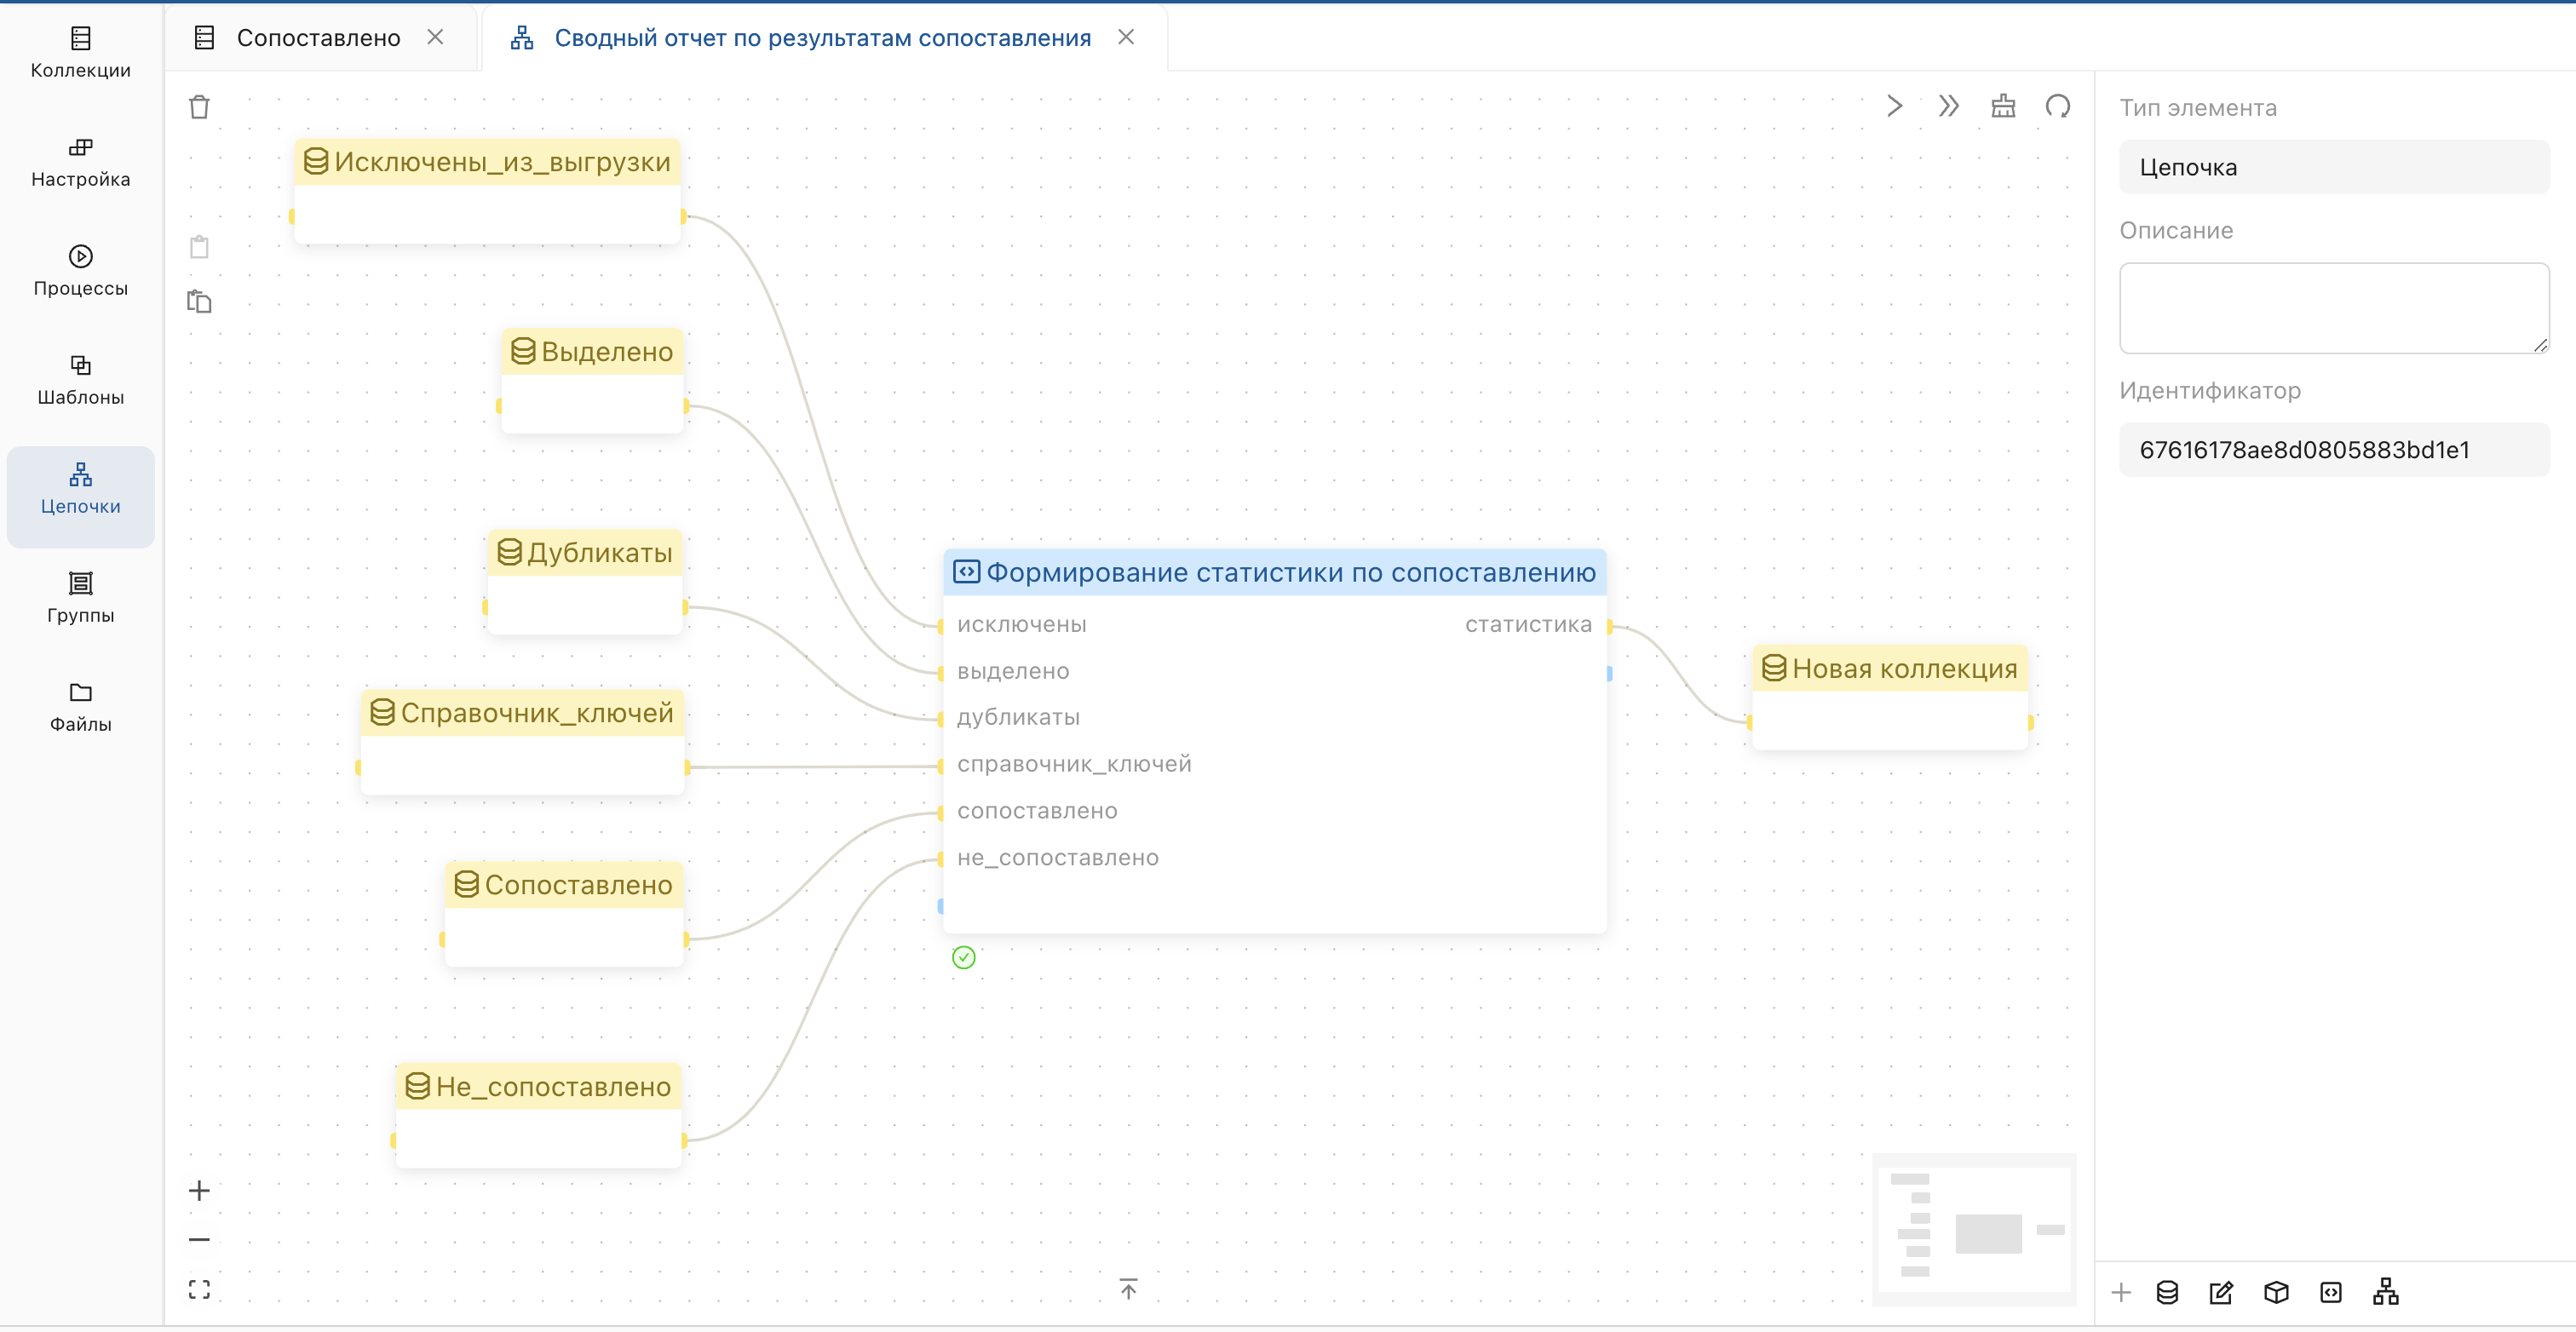 Коллекции
Настройка
Процессы
Шаблоны
Цепочки
Группы
Файлы
Сопоставлено
Сводный отчет по результатам сопоставления
Исключены_из_выгрузки
Выделено
Дубликаты
Справочник_ключей
Сопоставлено
Не_сопоставлено
Формирование статистики по сопоставлению
исключены
статистика
выделено
дубликаты
справочник_ключей
сопоставлено
не_сопоставлено
Новая коллекция
Тип элемента
Цепочка
Описание
Идентификатор
67616178ae8d0805883bd1e1